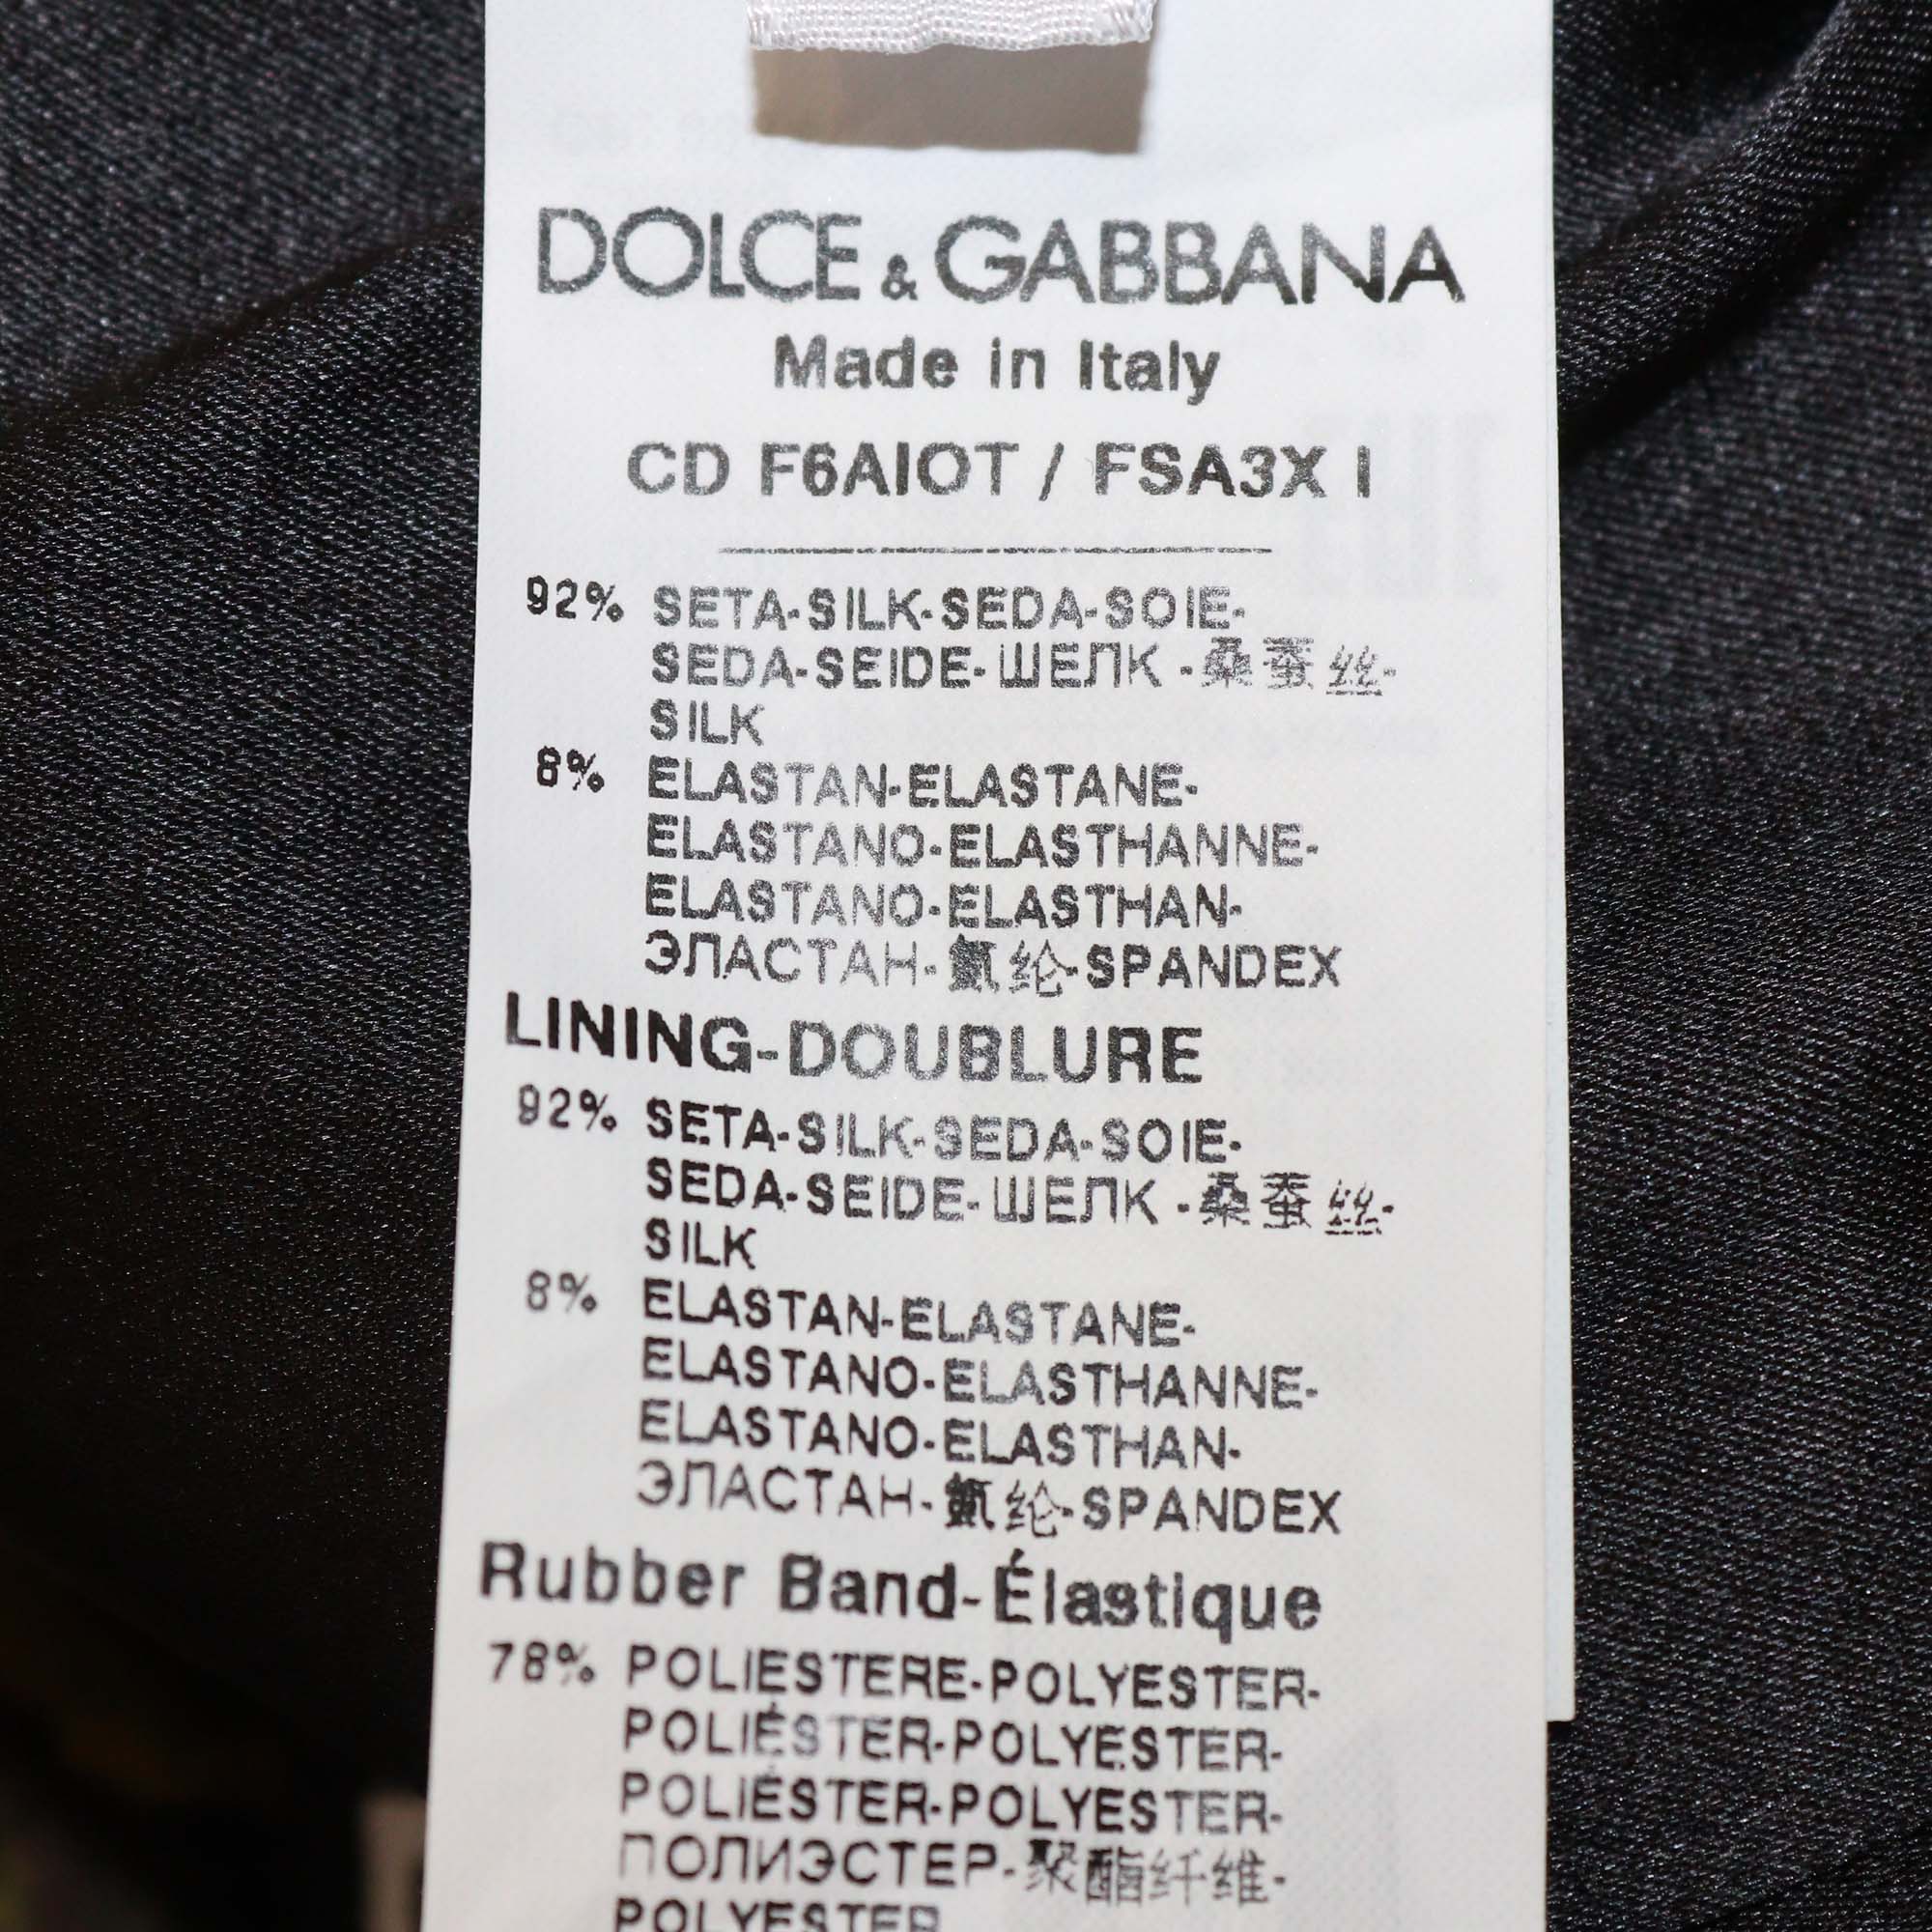 DOLCE & GABBANA
Made in Italy
CD F6AIOT / FSA3X I
92% SETA-SILK-SEDA-SOIE-
SEDA-SEIDE-ШЕЛК-桑蚕丝-
SILK
8% ELASTAN-ELASTANE-
ELASTANO-ELASTHANNE-
ELASTANO-ELASTHAN-
ЭЛАСТАН-氨纶-SPANDEX
LINING-DOUBLURE
92% SETA-SILK-SEDA-SOIE-
SEDA-SEIDE-ШЕЛК-桑蚕丝-
SILK
8% ELASTAN-ELASTANE-
ELASTANO-ELASTHANNE-
ELASTANO-ELASTHAN-
ЭЛАСТАН-氨纶-SPANDEX
Rubber Band-Élastique
78% POLIESTERE-POLYESTER-
POLIÉSTER-POLYESTER-
POLIÉSTER-POLYESTER-
ПОЛИЭСТЕР-聚酯纤维-
POLYESTER